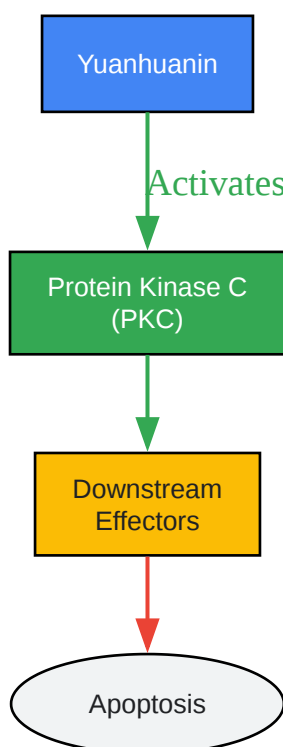 Yuanhuanin
Activates
Protein Kinase C
(PKC)
Downstream
Effectors
Apoptosis